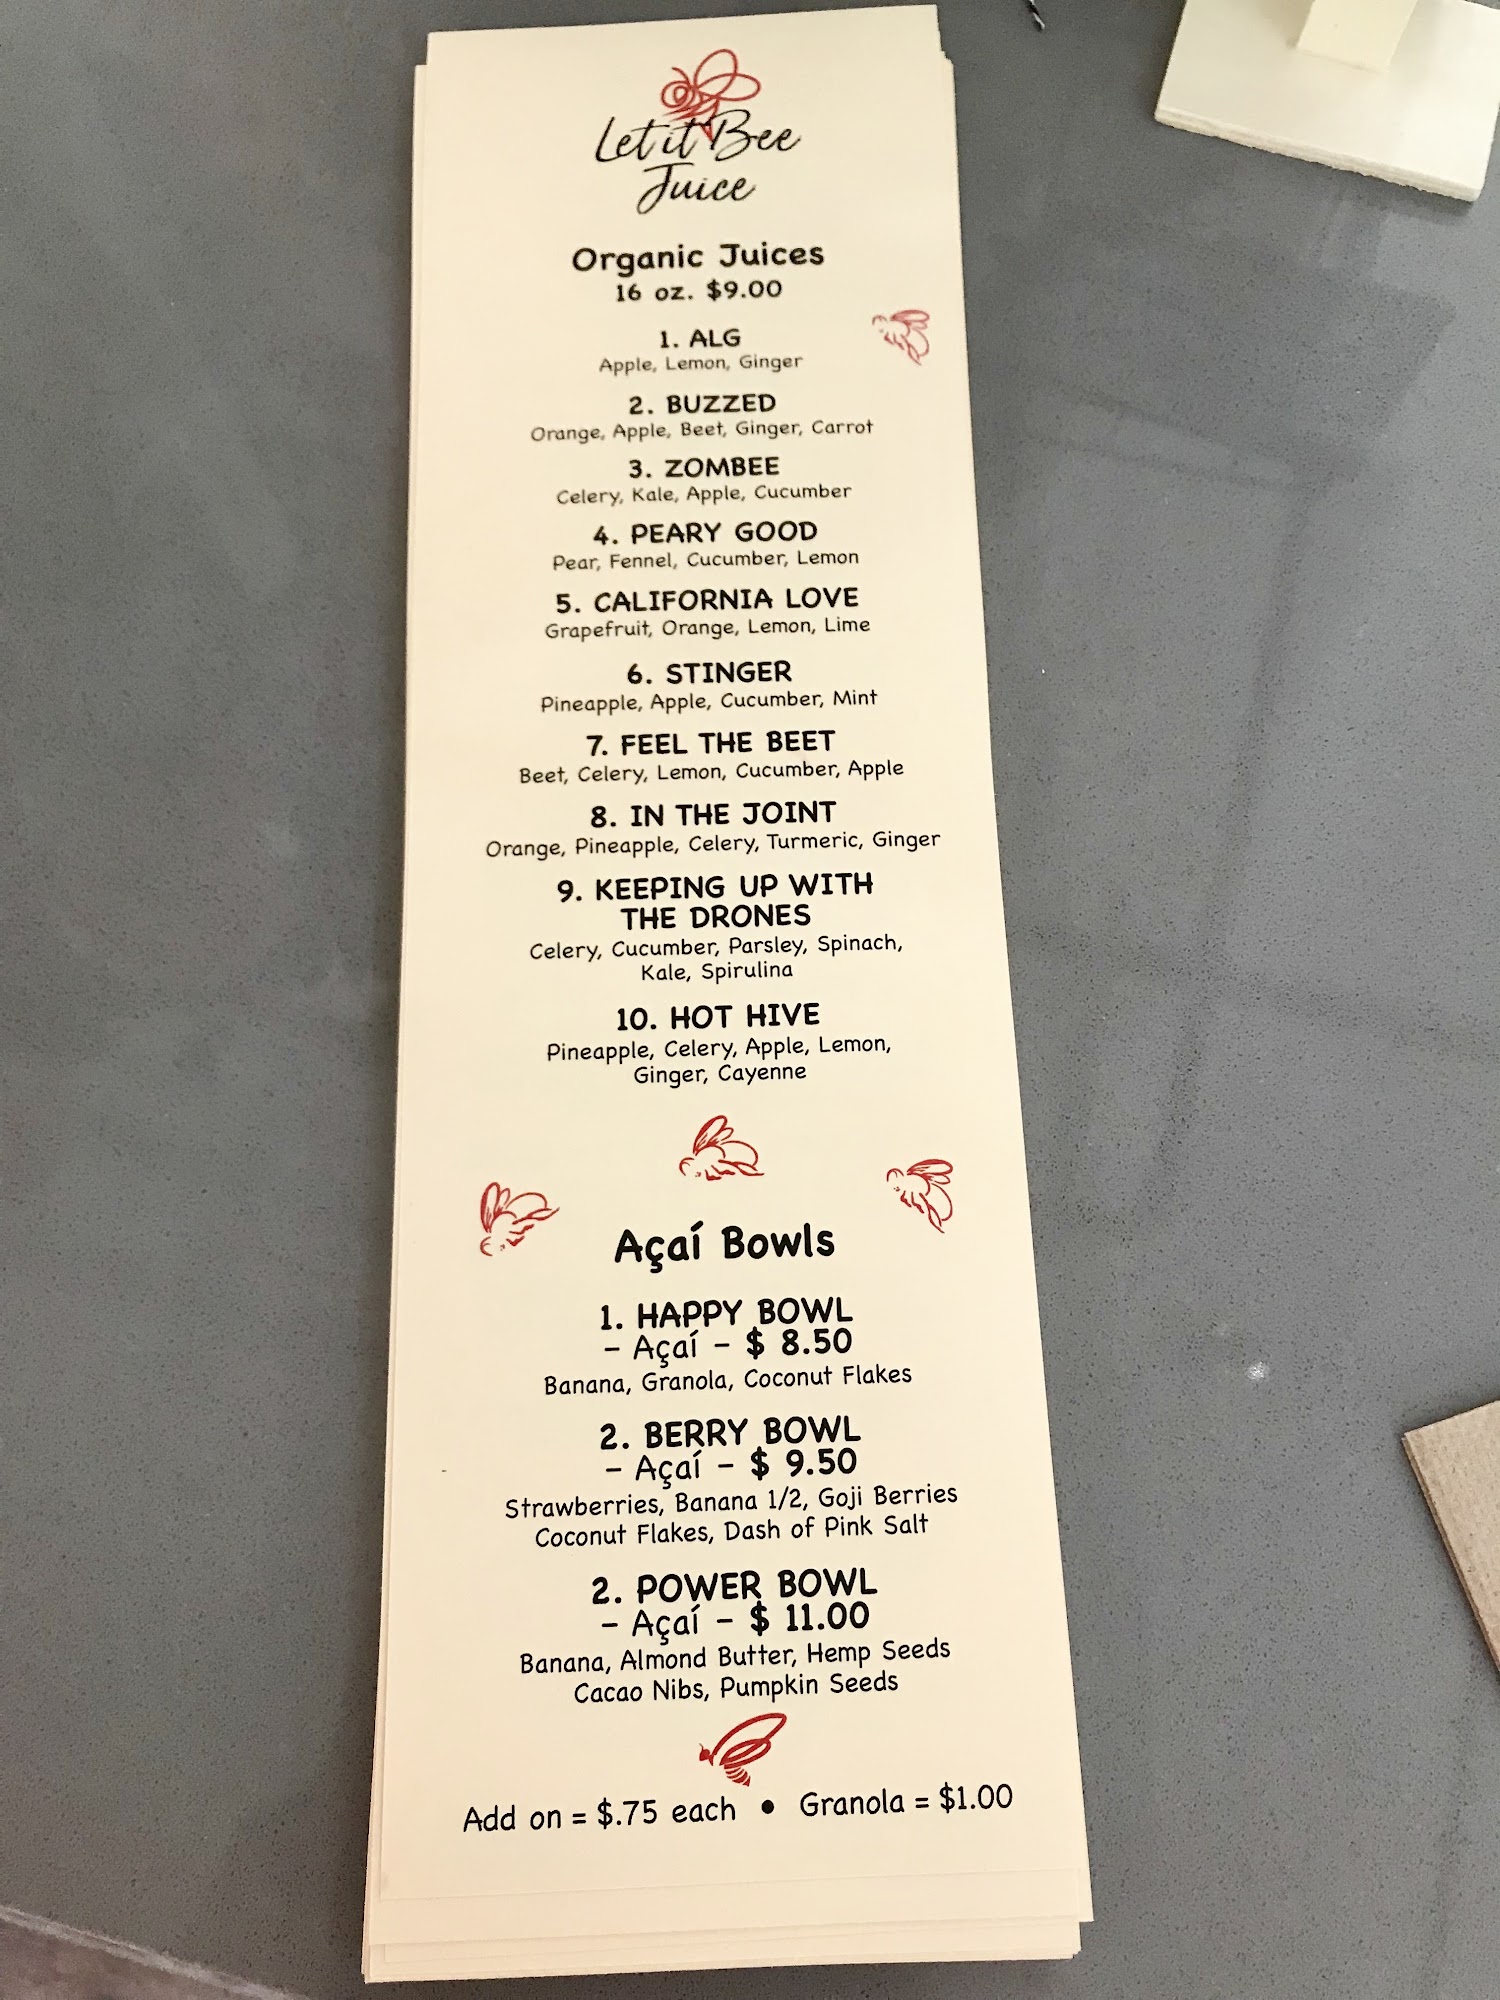 Let it Bee
Juice
Organic Juices
16 oz. $9.00
1. ALG
Apple, Lemon, Ginger
2. BUZZED
Orange, Apple, Beet, Ginger, Carrot
3. ZOMBEE
Celery, Kale, Apple, Cucumber
4. PEARY GOOD
Pear, Fennel, Cucumber, Lemon
5. CALIFORNIA LOVE
Grapefruit, Orange, Lemon, Lime
6. STINGER
Pineapple, Apple, Cucumber, Mint
7. FEEL THE BEET
Beet, Celery, Lemon, Cucumber, Apple
8. IN THE JOINT
Orange, Pineapple, Celery, Turmeric, Ginger
9. KEEPING UP WITH
THE DRONES
Celery, Cucumber, Parsley, Spinach,
Kale, Spirulina
10. HOT HIVE
Pineapple, Celery, Apple, Lemon,
Ginger, Cayenne
Açaí Bowls
1. HAPPY BOWL
- Açaí - $ 8.50
Banana, Granola, Coconut Flakes
2. BERRY BOWL
- Açaí - $ 9.50
Strawberries, Banana 1/2, Goji Berries
Coconut Flakes, Dash of Pink Salt
2. POWER BOWL
- Açaí - $ 11.00
Banana, Almond Butter, Hemp Seeds
Cacao Nibs, Pumpkin Seeds
Add on = $.75 each • Granola = $1.00